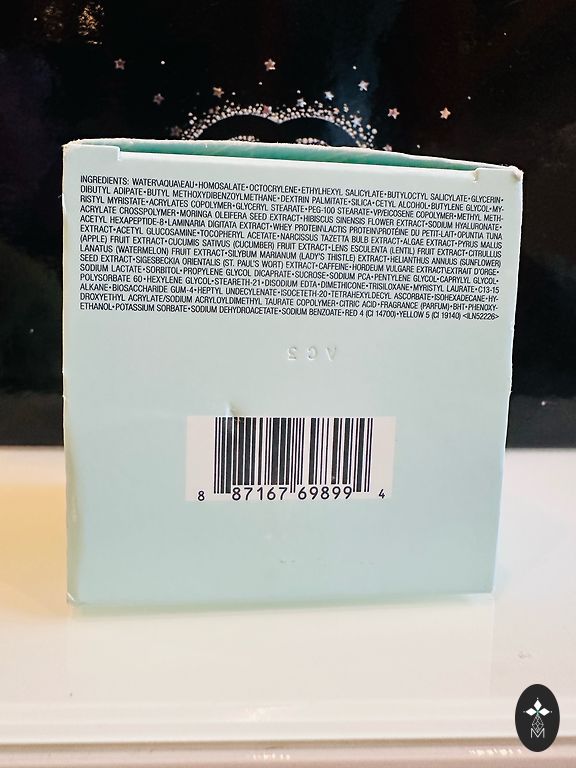 INGREDIENTS: WATER\AQUA\EAU•HOMOSALATE•OCTOCRYLENE•ETHYLHEXYL SALICYLATE•BUTYLOCTYL SALICYLATE•GLYCERIN•
DIBUTYL ADIPATE•BUTYL METHOXYDIBENZOYLMETHANE•DEXTRIN PALMITATE•SILICA•CETYL ALCOHOL•BUTYLENE GLYCOL•MY-
RISTYL MYRISTATE•ACRYLATES COPOLYMER•GLYCERYL STEARATE•PEG-100 STEARATE•VP/EICOSENE COPOLYMER•METHYL METH-
ACRYLATE CROSSPOLYMER•MORINGA OLEIFERA SEED EXTRACT•HIBISCUS SINENSIS FLOWER EXTRACT•SODIUM HYALURONATE•
ACETYL HEXAPEPTIDE-8•LAMINARIA DIGITATA EXTRACT•WHEY PROTEIN\LACTIS PROTEIN\PROTÉINE DU PETIT-LAIT•OPUNTIA TUNA
EXTRACT•ACETYL GLUCOSAMINE•TOCOPHERYL ACETATE•NARCISSUS TAZETTA BULB EXTRACT•ALGAE EXTRACT•PYRUS MALUS
(APPLE) FRUIT EXTRACT•CUCUMIS SATIVUS (CUCUMBER) FRUIT EXTRACT•LENS ESCULENTA (LENTIL) FRUIT EXTRACT•CITRULLUS
LANATUS (WATERMELON) FRUIT EXTRACT•SILYBUM MARIANUM (LADY'S THISTLE) EXTRACT•HELIANTHUS ANNUUS (SUNFLOWER)
SEED EXTRACT•SIGESBECKIA ORIENTALIS (ST. PAUL'S WORT) EXTRACT•CAFFEINE•HORDEUM VULGARE EXTRACT\EXTRAIT D'ORGE•
SODIUM LACTATE•SORBITOL•PROPYLENE GLYCOL DICAPRATE•SUCROSE•SODIUM PCA•PENTYLENE GLYCOL•CAPRYLYL GLYCOL•
POLYSORBATE 60•HEXYLENE GLYCOL•STEARETH-21•DISODIUM EDTA•DIMETHICONE•TRISILOXANE•MYRISTYL LAURATE•C13-15
ALKANE•BIOSACCHARIDE GUM-4•HEPTYL UNDECYLENATE•ISOCETETH-20•TETRAHEXYLDECYL ASCORBATE•ISOHEXADECANE•HY-
DROXYETHYL ACRYLATE/SODIUM ACRYLOYLDIMETHYL TAURATE COPOLYMER•CITRIC ACID•FRAGRANCE (PARFUM)•BHT•PHENOXY-
ETHANOL•POTASSIUM SORBATE•SODIUM DEHYDROACETATE•SODIUM BENZOATE•RED 4 (CI 14700)•YELLOW 5 (CI 19140) <ILN52226>
8 87167 69899 4
M